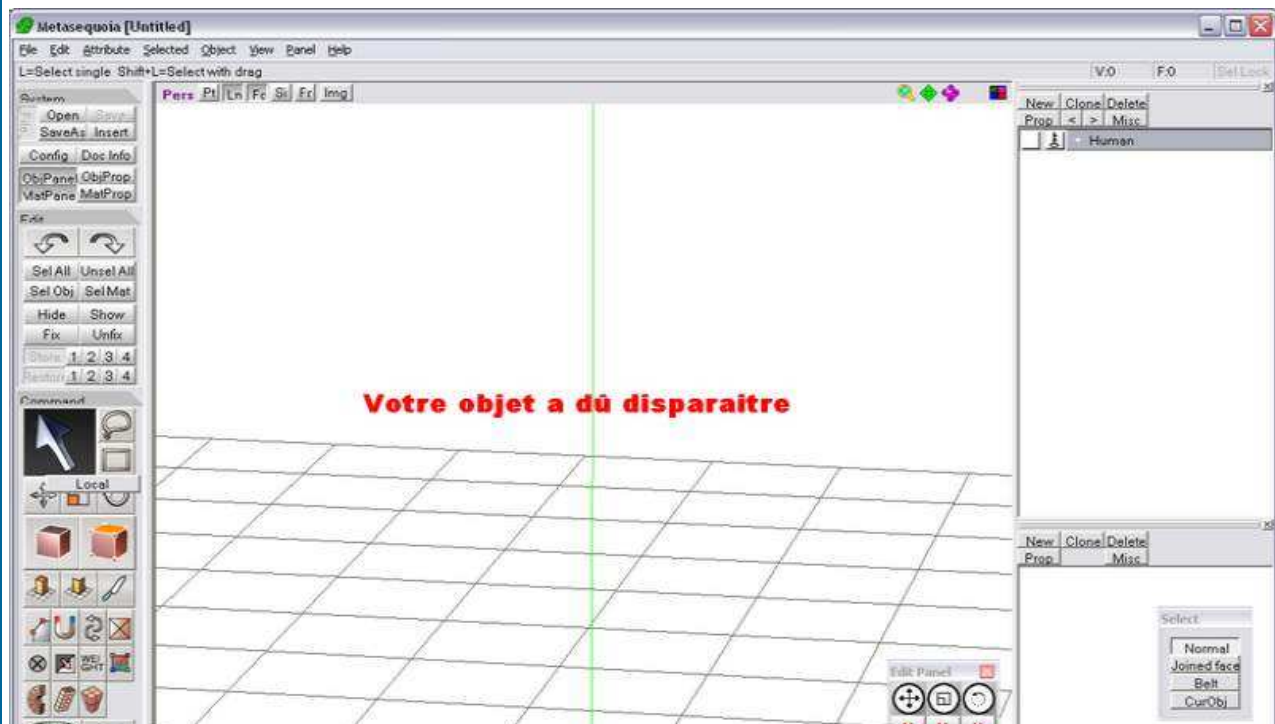 Metasequoia [Untitled]
File Edit Attribute Selected Object View Panel Help
L=Select single Shift+L=Select with drag
V:0 F:0 Sel Lock
System
Open Save
SaveAs Insert
Config Doc Info
ObjPanel ObjProp
MatPane MatProp
Edit
Sel All Unsel All
Sel Obj Sel Mat
Hide Show
Fix Unfix
Store 1 2 3 4
Restore 1 2 3 4
Command
Local
WEI
GHT
Pers Pt Ln Fc Si Fr Img
Votre objet a dû disparaitre
Edit Panel
New Clone Delete
Prop < > Misc
Human
New Clone Delete
Prop Misc
Select
Normal
Joined face
Belt
CurObj